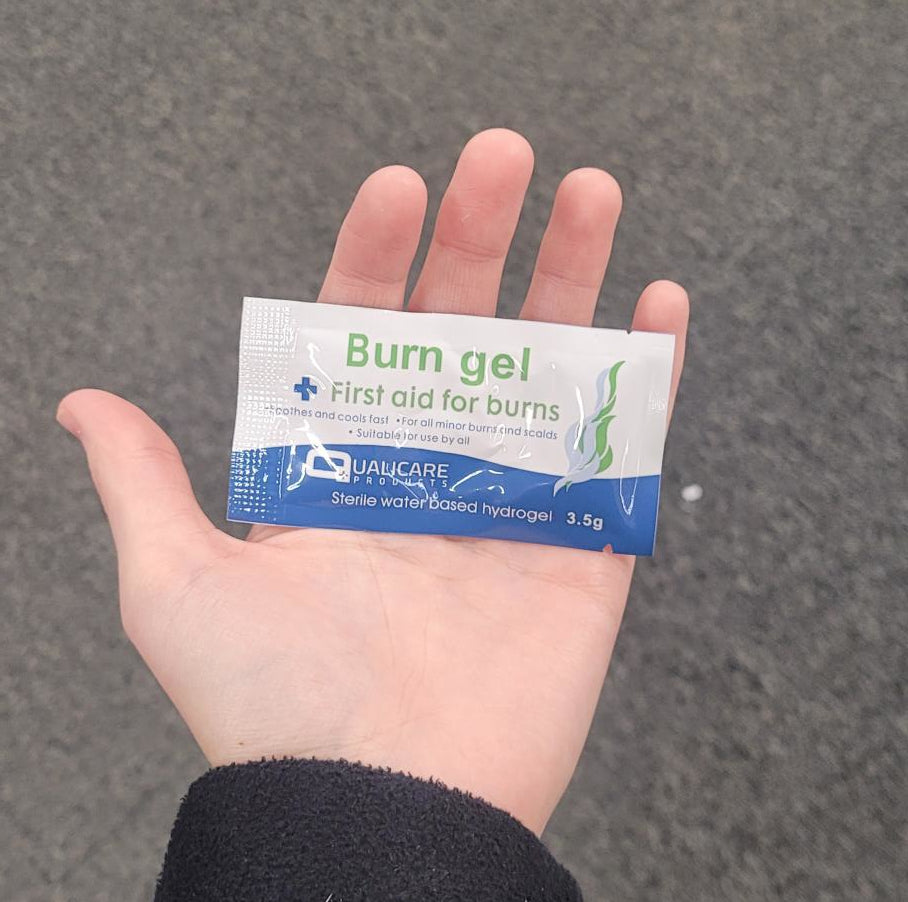 Burn gel
First aid for burns
•Soothes and cools fast •For all minor burns and scalds
• Suitable for use by all
QUALICARE
PRODUCTS
Sterile water based hydrogel 3.5g